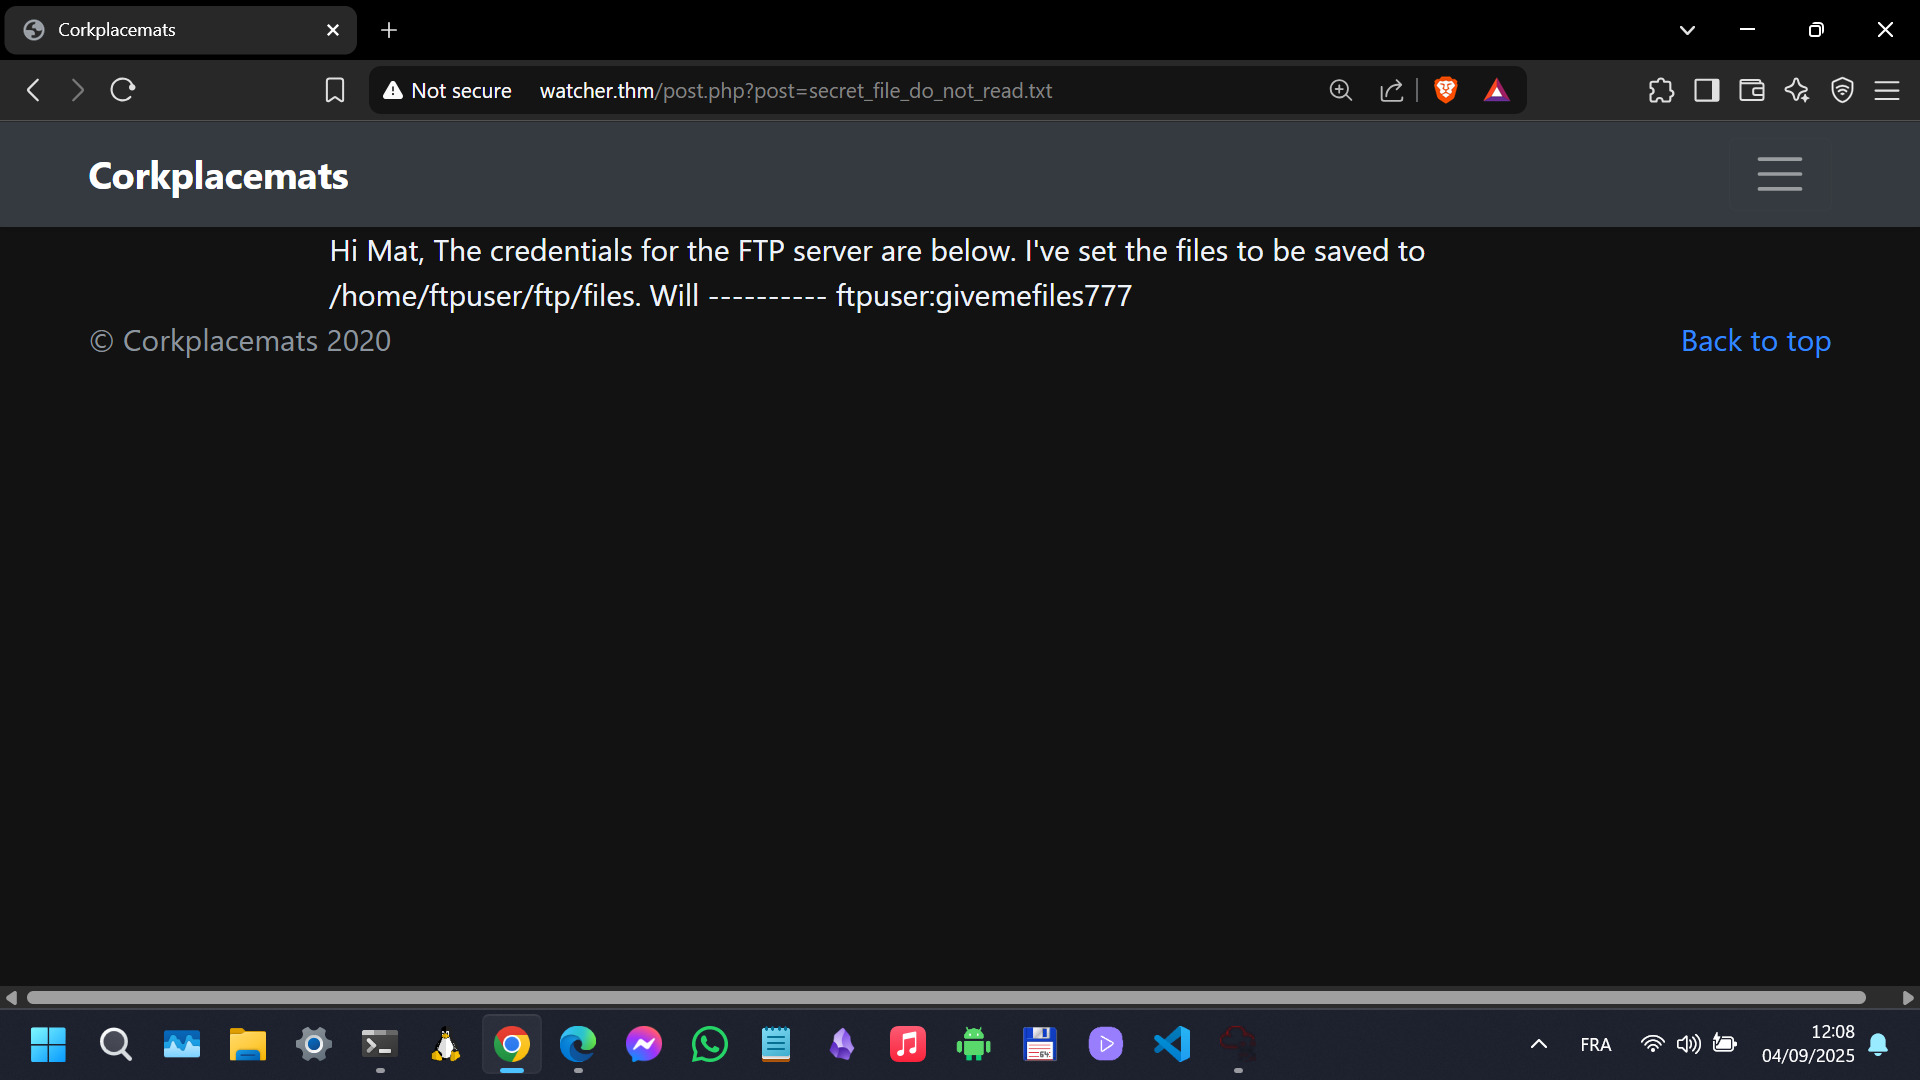 Corkplacemats
Not secure watcher.thm/post.php?post=secret_file_do_not_read.txt
Corkplacemats
Hi Mat, The credentials for the FTP server are below. I've set the files to be saved to
/home/ftpuser/ftp/files. Will ---------- ftpuser:givemefiles777
© Corkplacemats 2020
Back to top
64
FRA
12:08
04/09/2025